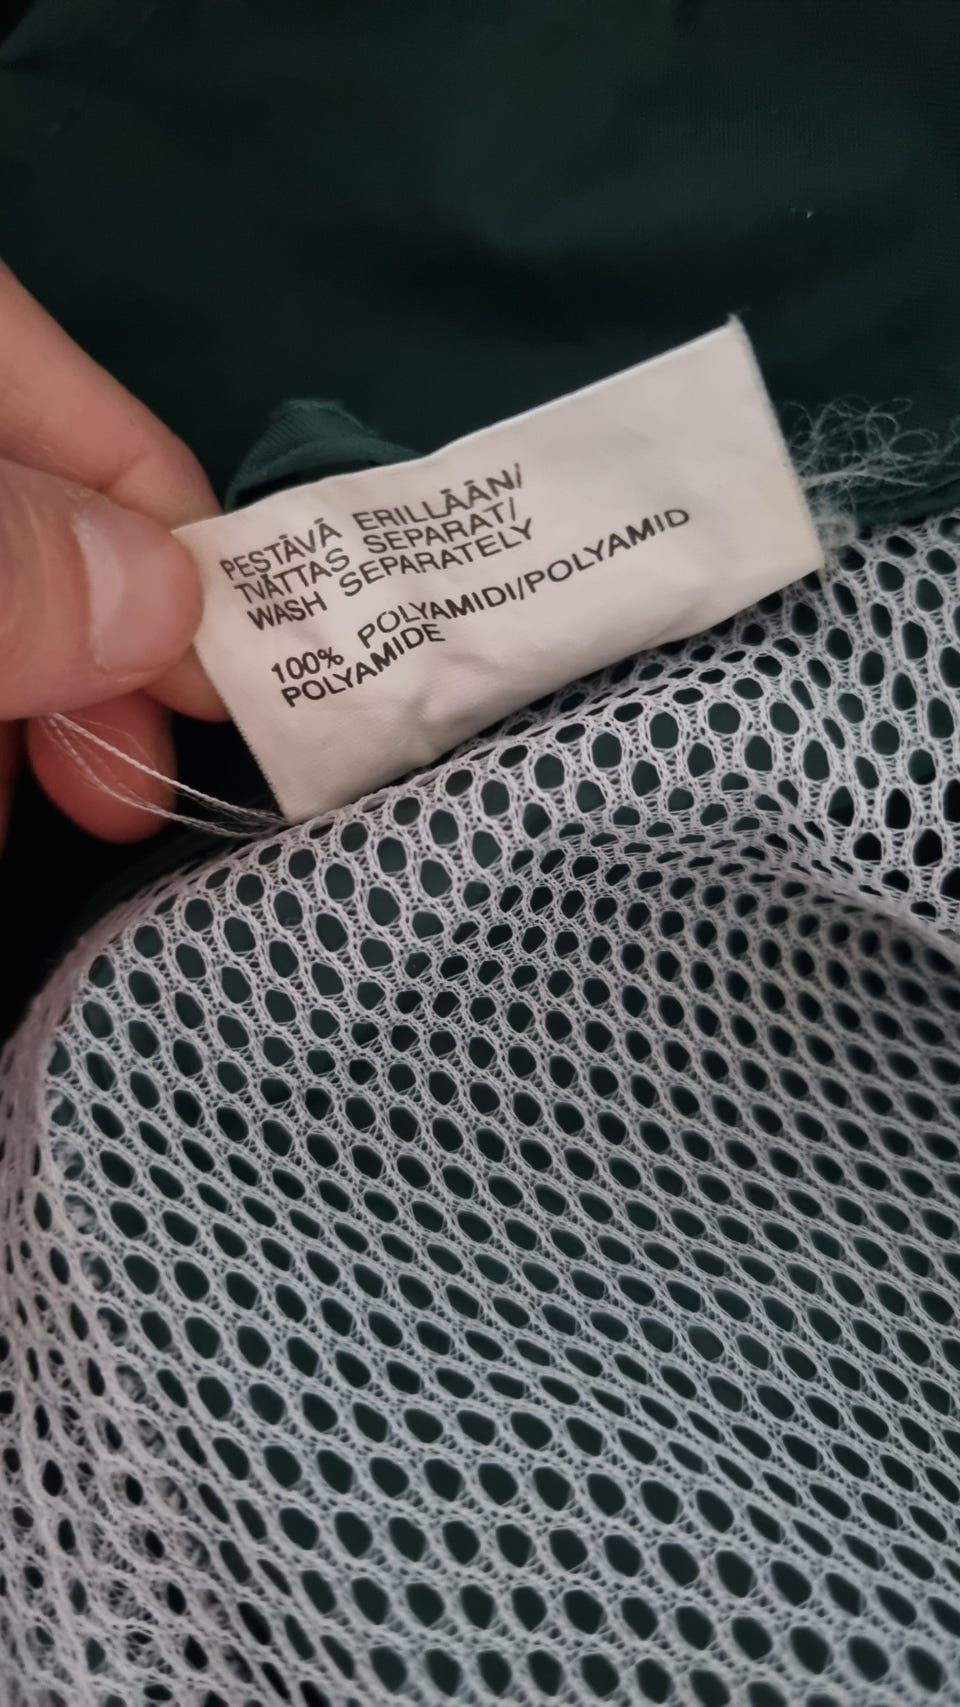 PESTÄVÄ ERILLÄÄN/
TVÄTTAS SEPARAT/
WASH SEPARATELY
100% POLYAMIDI/POLYAMID
POLYAMIDE